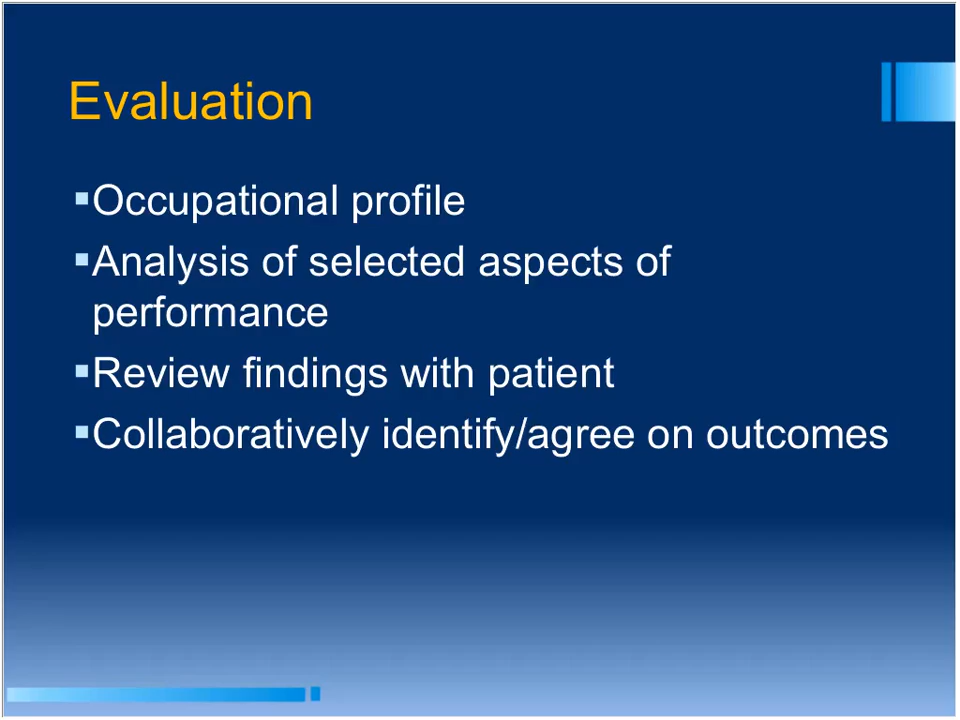 Evaluation
▪Occupational profile
▪Analysis of selected aspects of
performance
▪Review findings with patient
▪Collaboratively identify/agree on outcomes